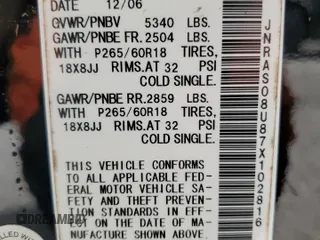 12/06
GVWR/PNBV 5340 LBS.
GAWR/PNBE FR. 2504 LBS.
WITH P265/60R18 TIRES,
18X8JJ RIMS.AT 32 PSI
COLD SINGLE.
GAWR/PNBE RR. 2859 LBS.
WITH P265/60R18 TIRES,
18X8JJ RIMS.AT 32 PSI
COLD SINGLE.
THIS VEHICLE CONFORMS
TO ALL APPLICABLE FED-
ERAL MOTOR VEHICLE SA-
FETY AND THEFT PREVENTION
STANDARDS IN EFF-
ECT ON THE DATE OF MA-
NUFACTURE SHOWN ABOVE.
JNRAS08U87X102816